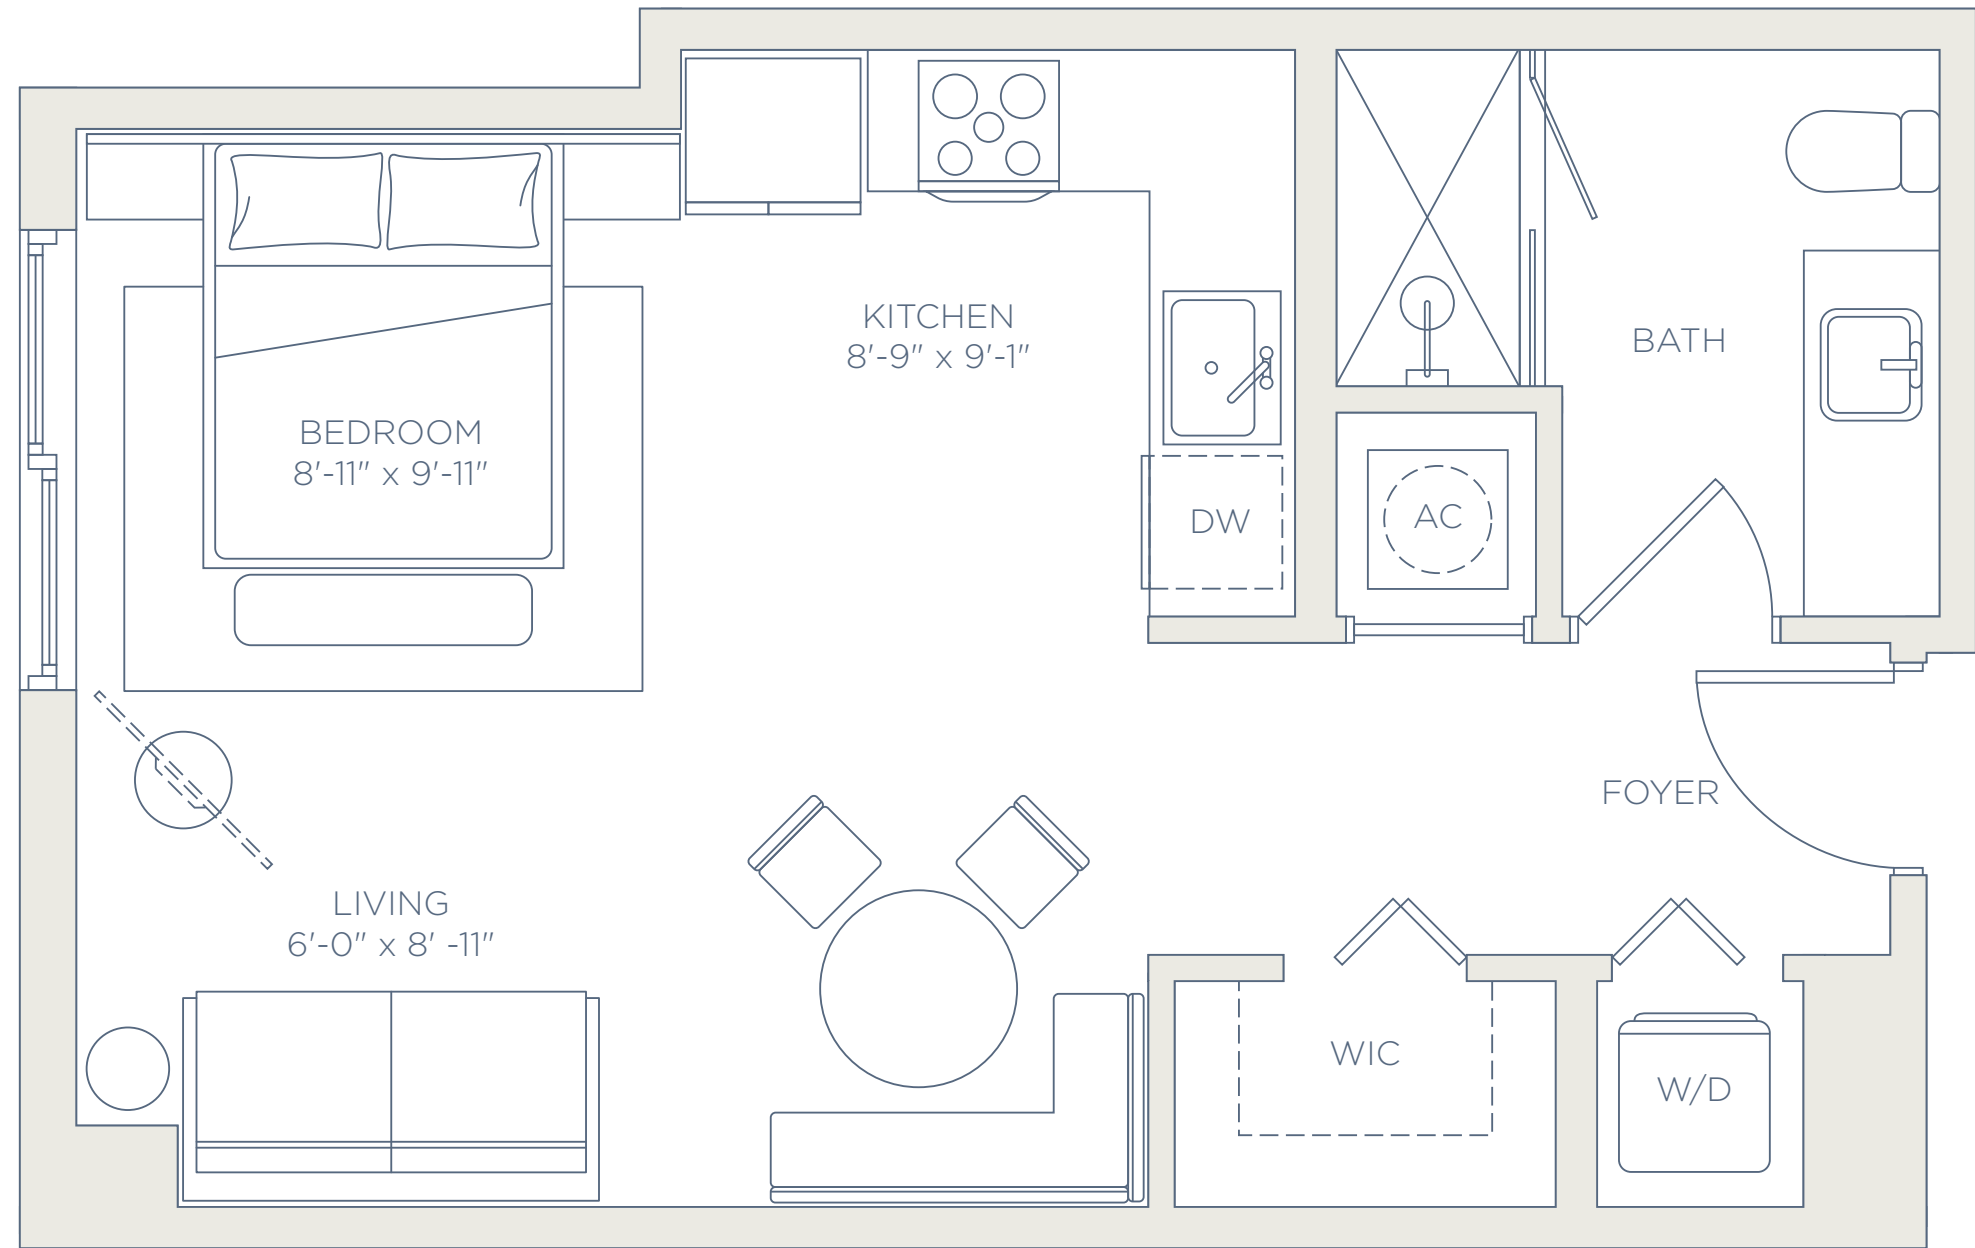 KITCHEN
8'-9" x 9'-1"
BATH
BEDROOM
8'-11" x 9'-11"
DW
AC
FOYER
LIVING
6'-0" x 8' -11"
WIC
W/D